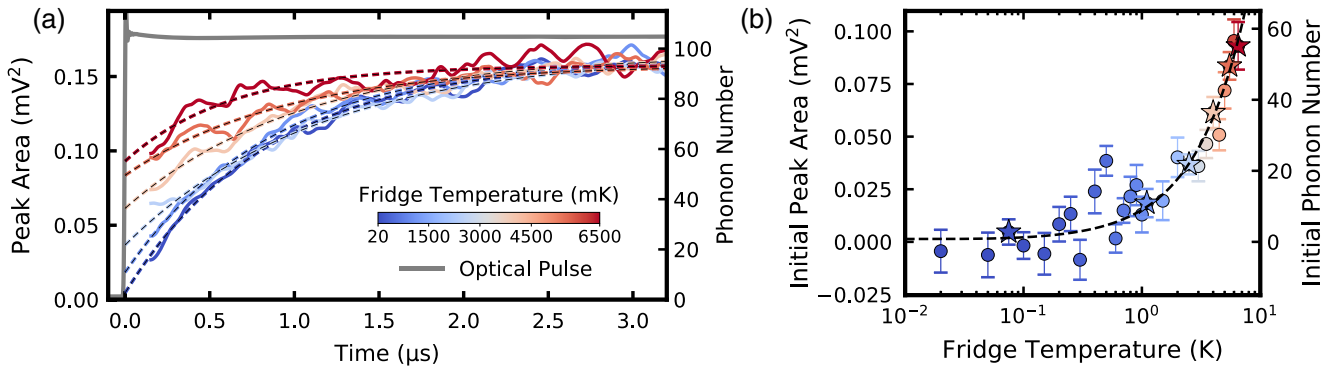 (a)
Peak Area (mV²)
0.15
0.10
0.05
0.00
0.0 0.5 1.0 1.5 2.0 2.5 3.0
Time (μs)
100
80
60
40
20
0
Phonon Number
Fridge Temperature (mK)
20 1500 3000 4500 6500
Optical Pulse
(b)
Initial Peak Area (mV²)
0.100
0.075
0.050
0.025
0.000
−0.025
10⁻² 10⁻¹ 10⁰ 10¹
Fridge Temperature (K)
60
40
20
0
Initial Phonon Number